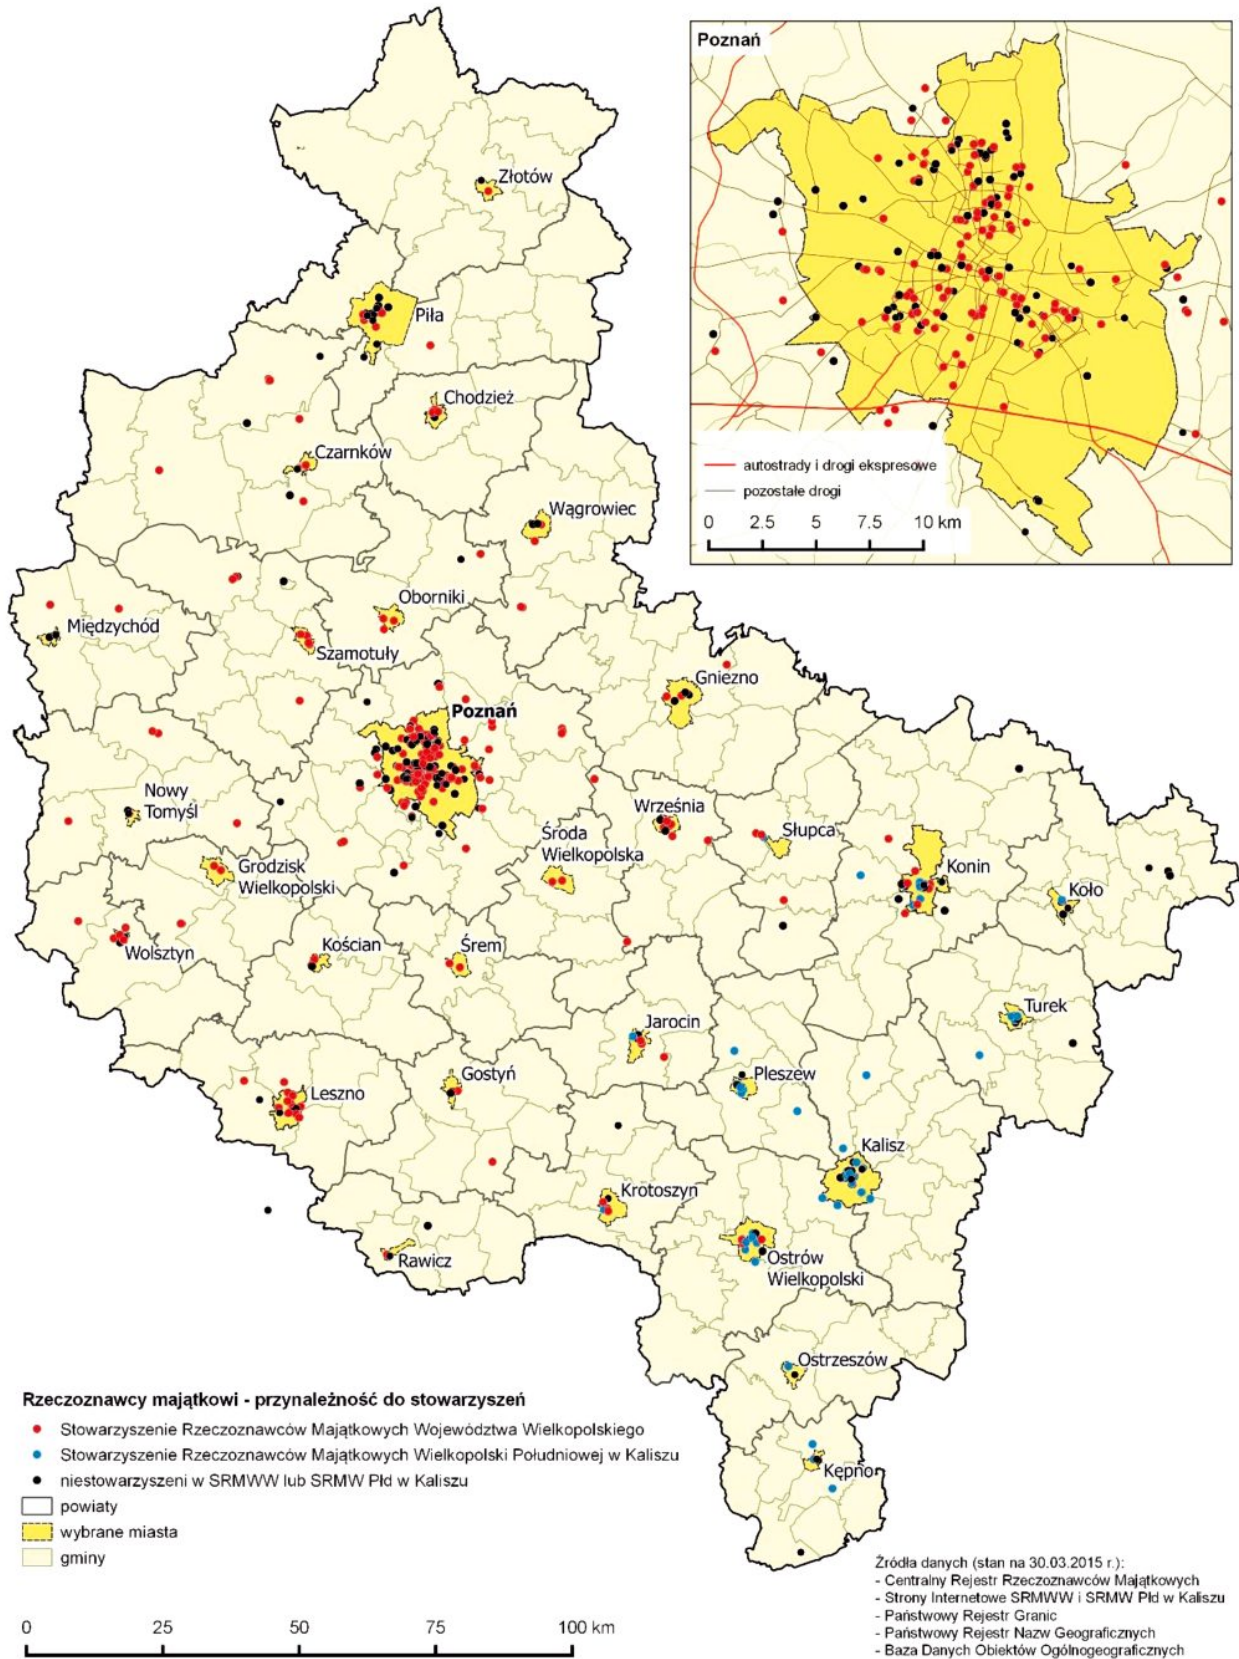 Poznań
autostrady i drogi ekspresowe
pozostałe drogi
0 2.5 5 7.5 10 km
Złotów
Piła
Chodzież
Czarnków
Wągrowiec
Oborniki
Międzychód
Szamotuły
Gniezno
Poznań
Nowy
Tomyśl
Września
Środa
Wielkopolska
Słupca
Konin
Grodzisk
Wielkopolski
Koło
Wolsztyn
Kościan
Śrem
Turek
Jarocin
Pleszew
Gostyń
Leszno
Kalisz
Krotoszyn
Rawicz
Ostrów
Wielkopolski
Ostrzeszów
Kępno
Rzeczoznawcy majątkowi - przynależność do stowarzyszeń
Stowarzyszenie Rzeczoznawców Majątkowych Województwa Wielkopolskiego
Stowarzyszenie Rzeczoznawców Majątkowych Wielkopolski Południowej w Kaliszu
niestowarzyszeni w SRMWW lub SRMW Płd w Kaliszu
powiaty
wybrane miasta
gminy
0 25 50 75 100 km
Źródła danych (stan na 30.03.2015 r.):
- Centralny Rejestr Rzeczoznawców Majątkowych
- Strony Internetowe SRMWW i SRMW Płd w Kaliszu
- Państwowy Rejestr Granic
- Państwowy Rejestr Nazw Geograficznych
- Baza Danych Obiektów Ogólnogeograficznych